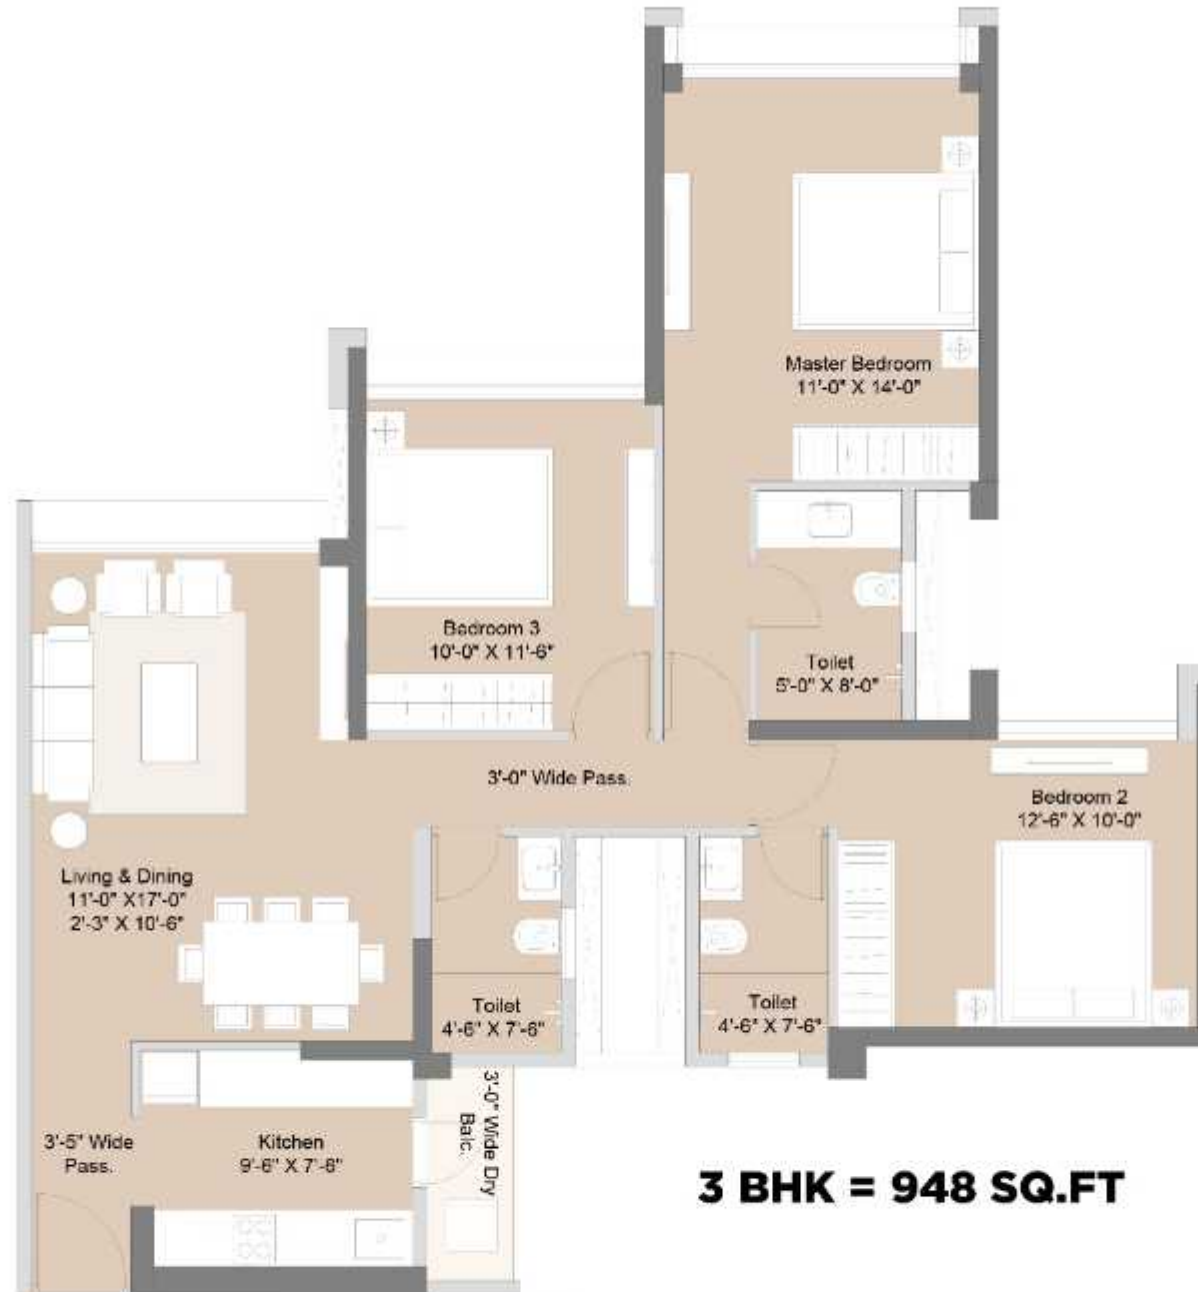 Master Bedroom
11'-0" X 14'-0"
Bedroom 3
10'-0" X 11'-6"
Toilet
5'-0" X 8'-0"
3'-0" Wide Pass.
Bedroom 2
12'-6" X 10'-0"
Living & Dining
11'-0" X17'-0"
2'-3" X 10'-6"
Toilet
4'-6" X 7'-6"
Toilet
4'-6" X 7'-6"
3'-0" Wide Dry
Balc.
3'-5" Wide
Pass.
Kitchen
9'-6" X 7'-6"
3 BHK = 948 SQ.FT